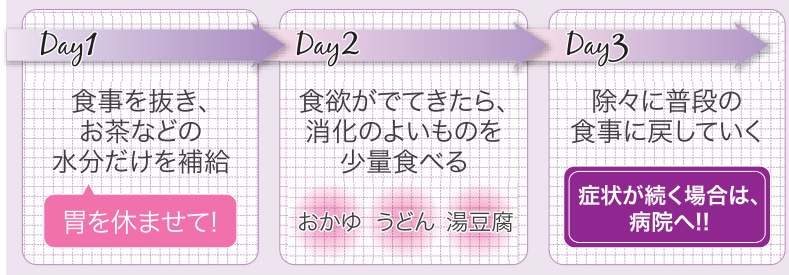 Day1
食事を抜き、
お茶などの
水分だけを補給
胃を休ませて!
Day2
食欲がでてきたら、
消化のよいものを
少量食べる
おかゆ うどん 湯豆腐
Day3
除々に普段の
食事に戻していく
症状が続く場合は、
病院へ!!